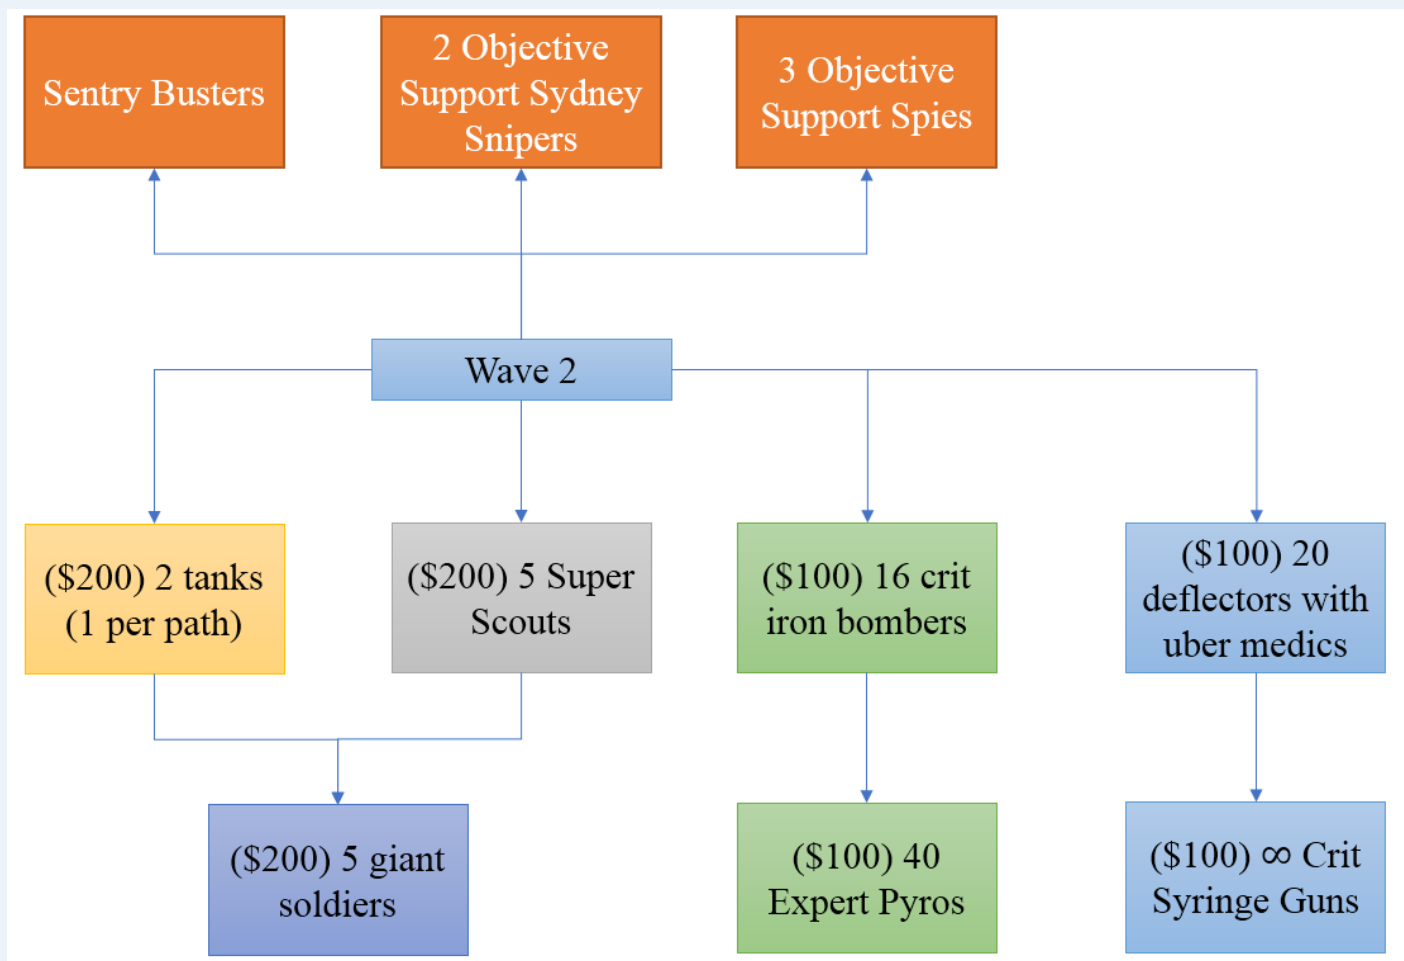 Sentry Busters
2 Objective
Support Sydney
Snipers
3 Objective
Support Spies
Wave 2
($200) 2 tanks
(1 per path)
($200) 5 Super
Scouts
($100) 16 crit
iron bombers
($100) 20
deflectors with
uber medics
($200) 5 giant
soldiers
($100) 40
Expert Pyros
($100) ∞ Crit
Syringe Guns